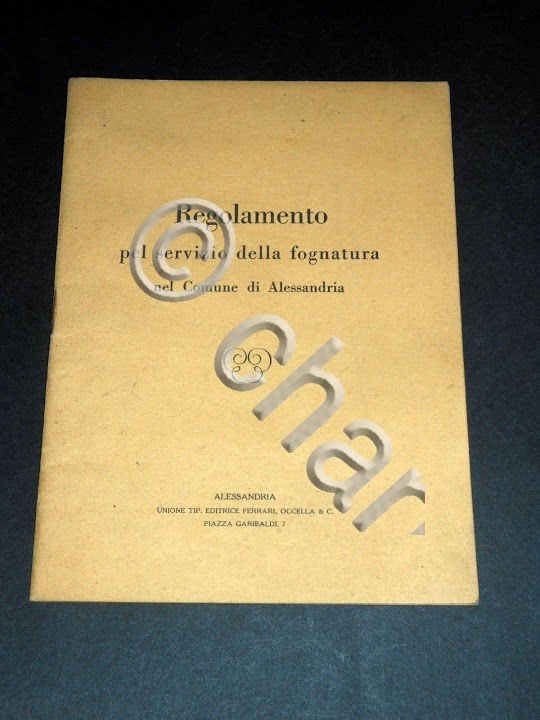 Regolamento
pel servizio della fognatura
nel Comune di Alessandria
ALESSANDRIA
UNIONE TIP. EDITRICE FERRARI, OCCELLA & C.
PIAZZA GARIBALDI, 7
© char